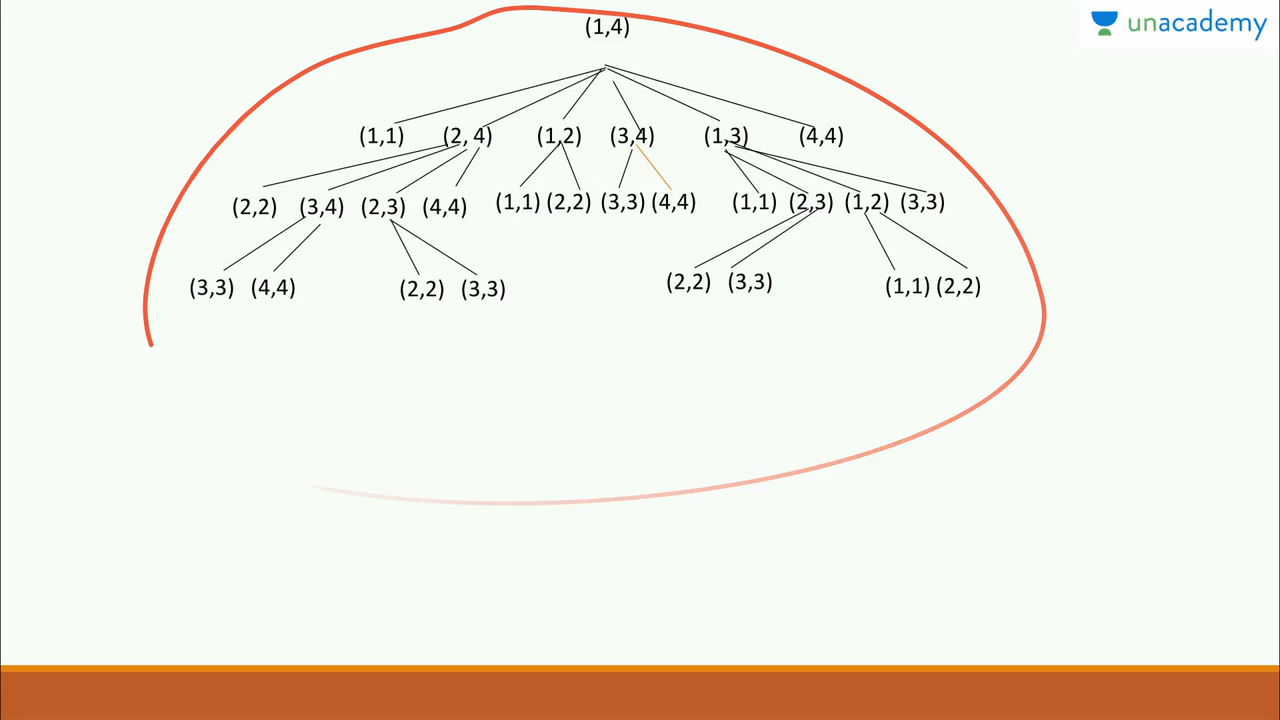 unacademy
(1,4)
(1,1) (2, 4) (1,2) (3,4) (1,3) (4,4)
(2,2) (3,4) (2,3) (4,4) (1,1) (2,2) (3,3) (4,4) (1,1) (2,3) (1,2) (3,3)
(3,3) (4,4) (2,2) (3,3) (2,2) (3,3) (1,1) (2,2)